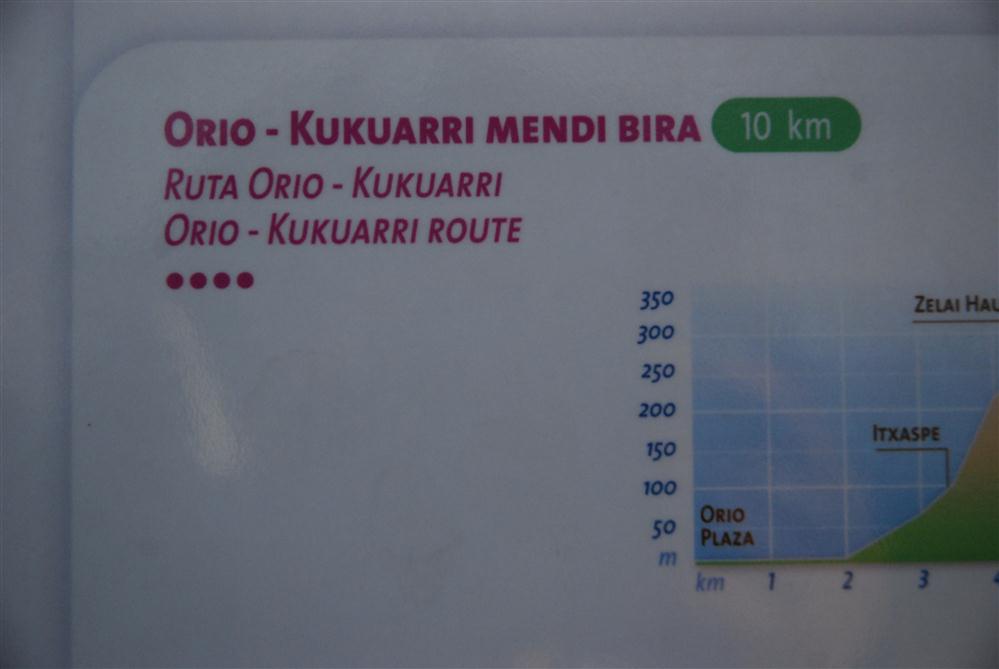 ORIO - KUKUARRI MENDI BIRA 10 km
RUTA ORIO - KUKUARRI
ORIO - KUKUARRI ROUTE
350
300
250
200
150
100
50
m
ZELAI
ITXASPE
ORIO
PLAZA
km 1 2 3